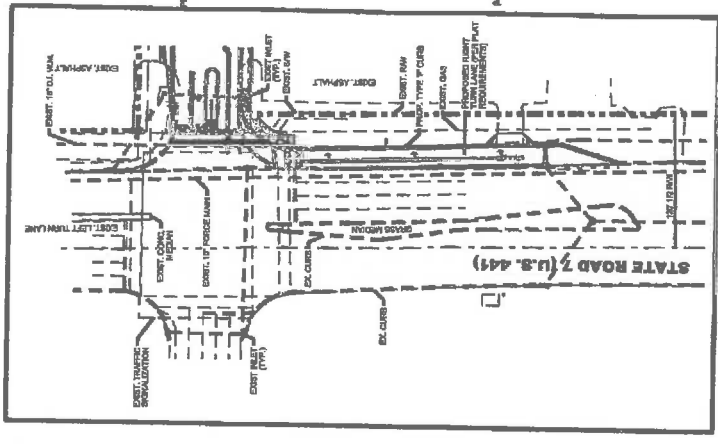 EXIST. 16" D.I. W.M.
EXIST. ASPHALT
EXIST. INLET
(TYP.)
EXIST. S/W
EXIST. ASPHALT
EXIST. R/W
PROP. TYPE 'F' CURB
EXIST. GAS
PROPOSED RIGHT
TURN LANE (PER PLAT
REQUIREMENTS)
EXIST. LEFT TURN LANE
EXIST. CONC.
MEDIAN
EXIST. 10" FORCE MAIN
EX. CURB
GRASS MEDIAN
STATE ROAD 7 (U.S. 441)
EXIST. TRAFFIC
SIGNALIZATION
EXIST INLET
(TYP.)
EX. CURB